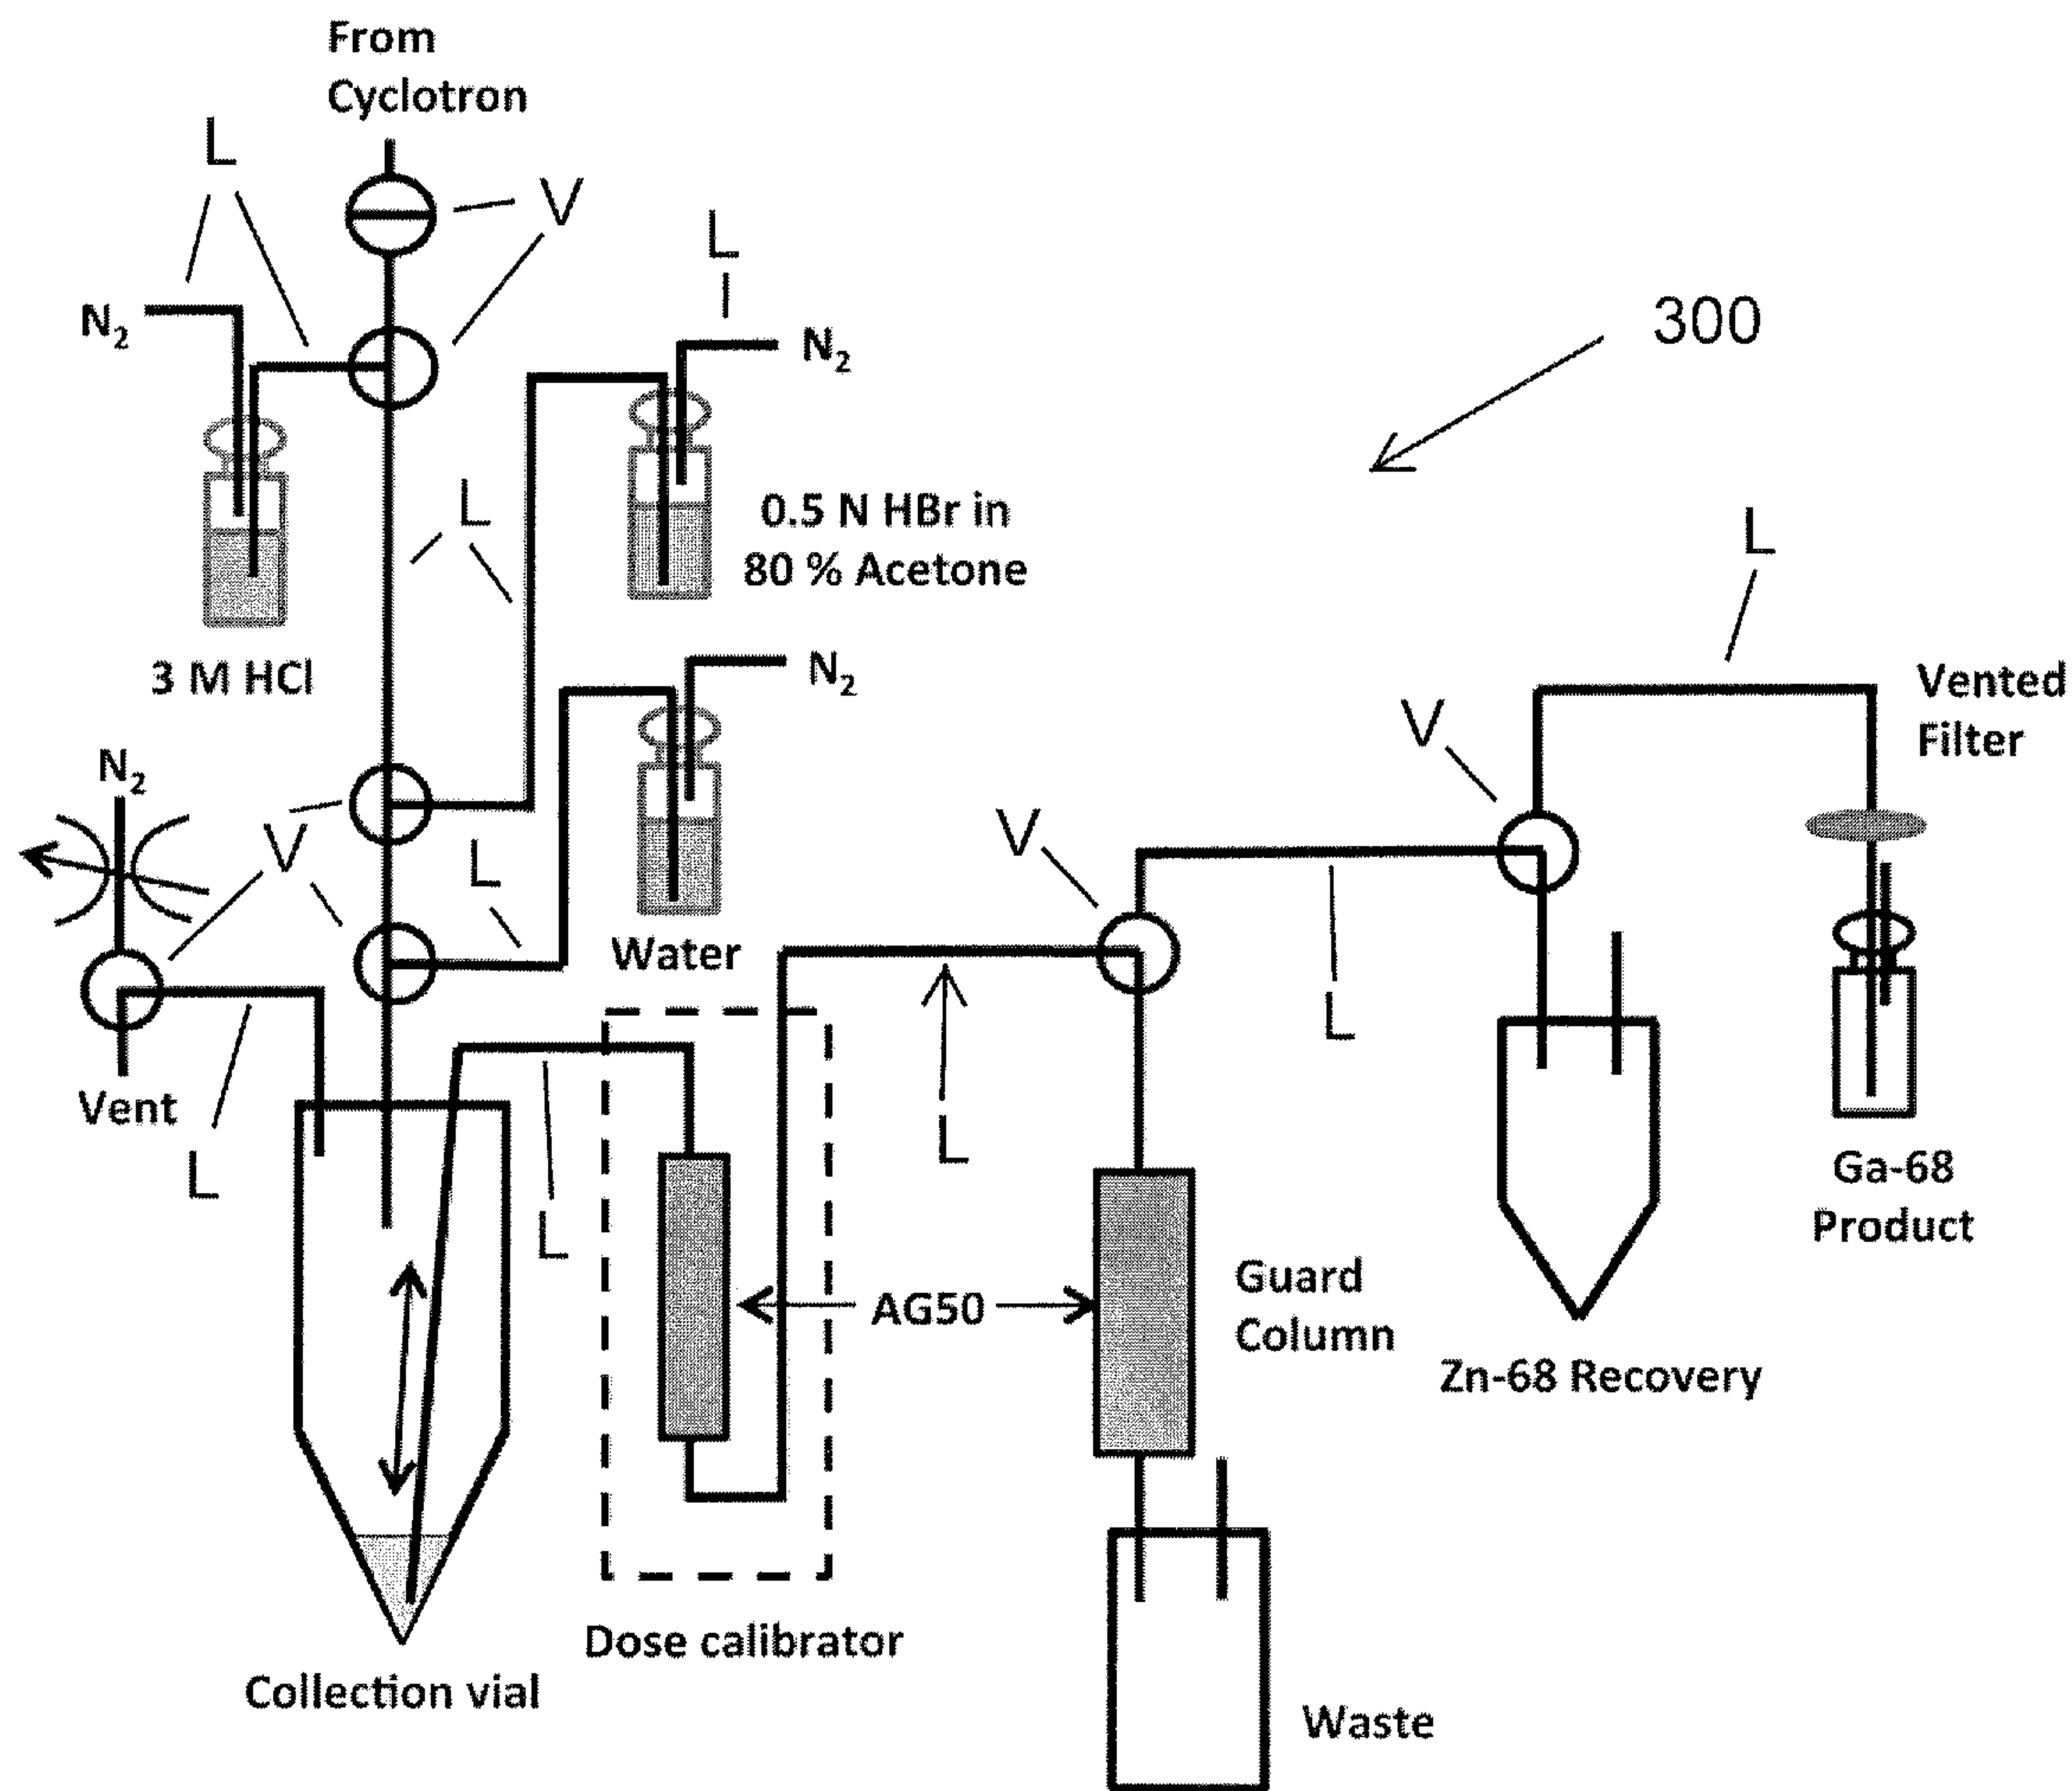 From
Cyclotron
L
V
L
N₂
N₂
300
L
0.5 N HBr in
80 % Acetone
L
3 M HCl
N₂
Vented
Filter
V
N₂
V
L
V
Water
L
Vent
L
L
L
Ga-68
Product
Guard
Column
AG50
Zn-68 Recovery
Dose calibrator
Collection vial
Waste